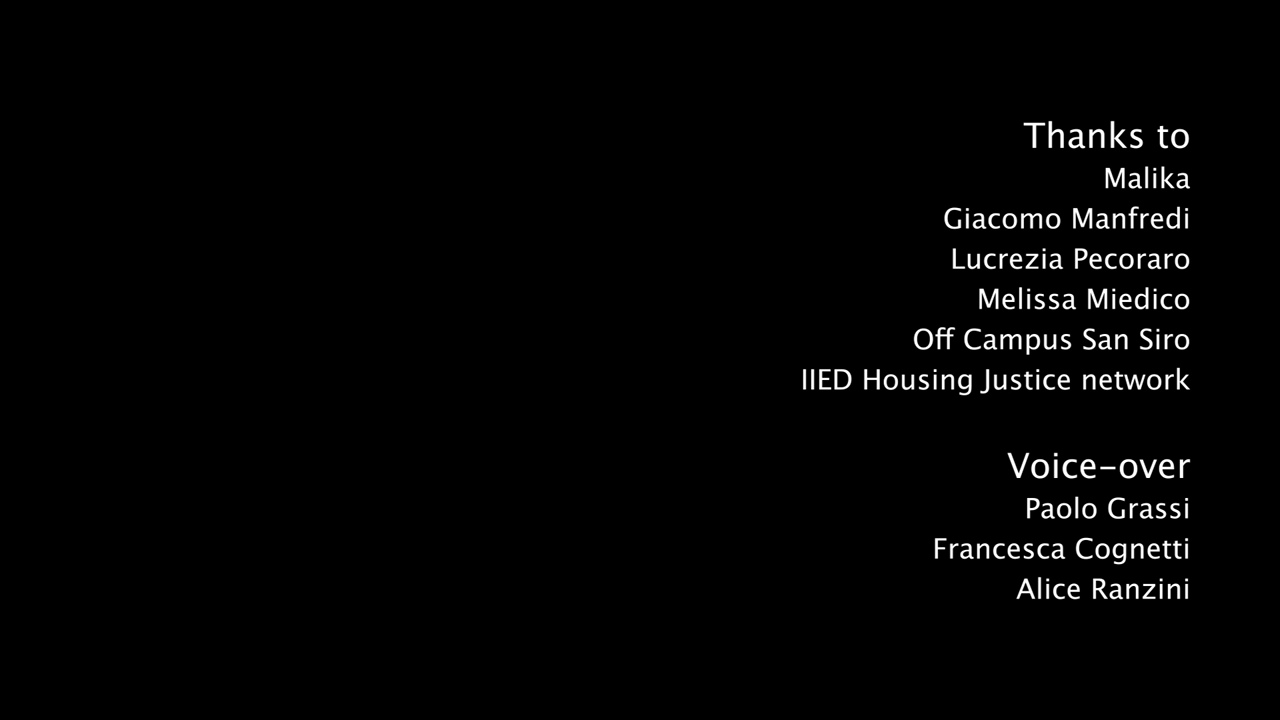 Thanks to
Malika
Giacomo Manfredi
Lucrezia Pecoraro
Melissa Miedico
Off Campus San Siro
IIED Housing Justice network
Voice-over
Paolo Grassi
Francesca Cognetti
Alice Ranzini